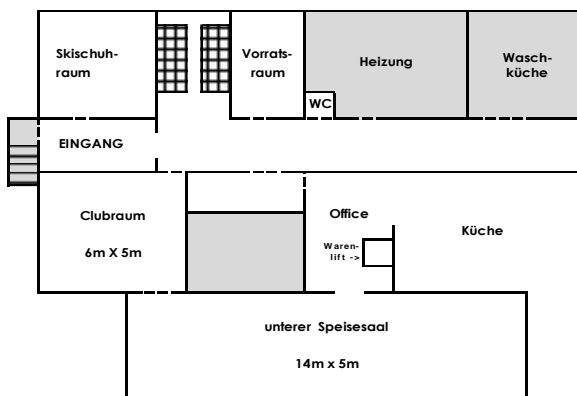 Skischuh-
raum
Vorrats-
raum
Heizung
Wasch-
küche
WC
EINGANG
Clubraum
6m X 5m
Office
Waren-
lift ->
Küche
unterer Speisesaal
14m x 5m